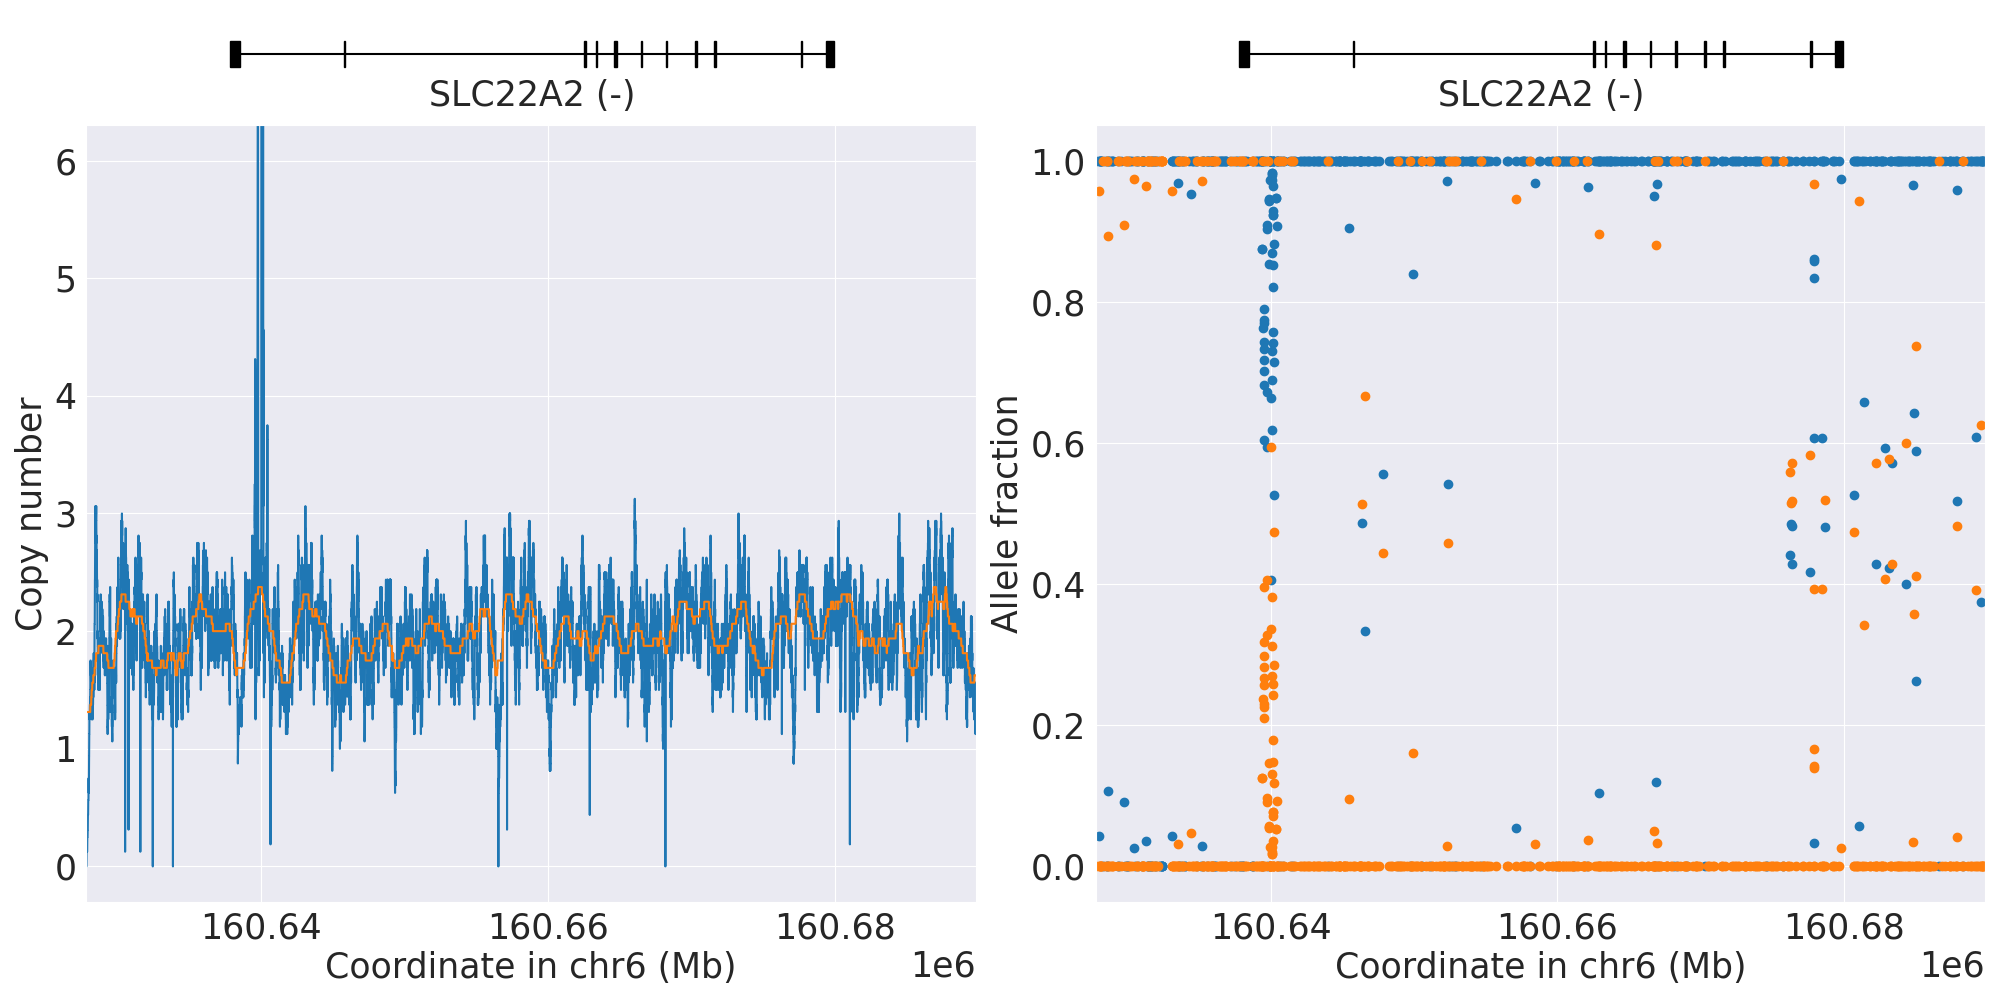 SLC22A2 (-)
6
5
4
3
2
1
0
Copy number
160.64
160.66
160.68
Coordinate in chr6 (Mb)
1e6
SLC22A2 (-)
1.0
0.8
0.6
0.4
0.2
0.0
Allele fraction
160.64
160.66
160.68
Coordinate in chr6 (Mb)
1e6